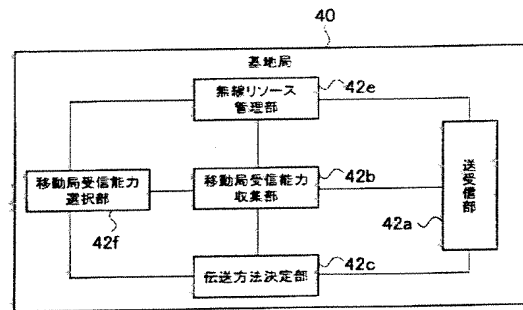 40
基地局
無線リソース
管理部
42e
移動局受信能力
選択部
42f
移動局受信能力
収集部
42b
送受信部
42a
伝送方法決定部
42c